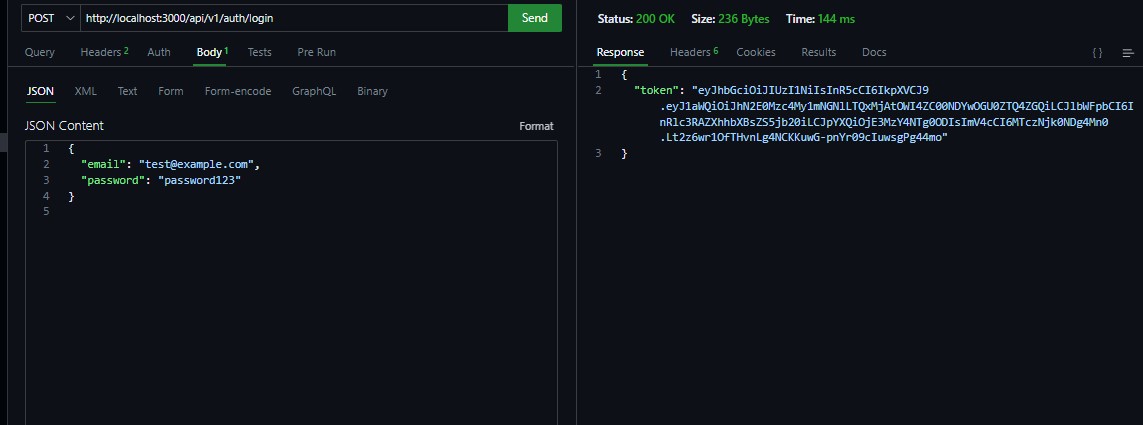 POST http://localhost:3000/api/v1/auth/login Send
Query Headers 2 Auth Body 1 Tests Pre Run
JSON XML Text Form Form-encode GraphQL Binary
JSON Content Format
1 {
2 "email": "test@example.com",
3 "password": "password123"
4 }
5
Status: 200 OK Size: 236 Bytes Time: 144 ms
Response Headers 6 Cookies Results Docs { }
1 {
2 "token": "eyJhbGciOiJIUzI1NiIsInR5cCI6IkpXVCJ9
.eyJ1aWQiOiJhN2E0Mzc4My1mNGNlLTQxMjAtOWI4ZC00NDYwOGU0ZTQ4ZGQiLCJlbWFpbCI6I
nRlc3RAZXhhbXBsZS5jb20iLCJpYXQiOjE3MzY4NTg0ODIsImV4cCI6MTczNjk0NDg4Mn0
.Lt2z6wr1OfTHvnLg4NCKKuwG-pnYr09cIuwsgPg44mo"
3 }